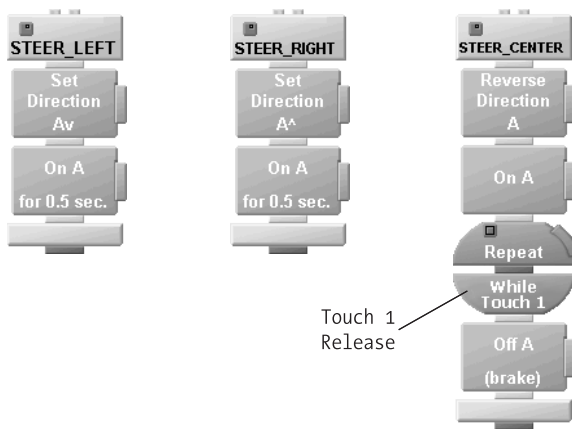 STEER_LEFT
Set
Direction
Av
On A
for 0.5 sec.
STEER_RIGHT
Set
Direction
A^
On A
for 0.5 sec.
STEER_CENTER
Reverse
Direction
A
On A
Repeat
While
Touch 1
Off A
(brake)
Touch 1
Release